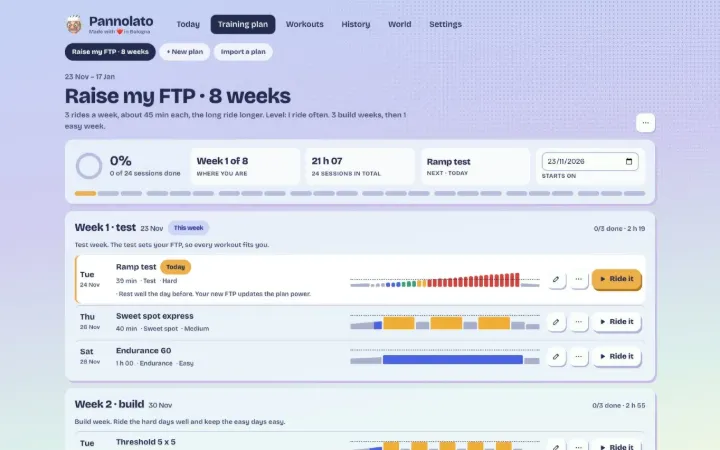 Pannolato
Made with ❤️ in Bologna
Today
Training plan
Workouts
History
World
Settings
Raise my FTP · 8 weeks
+ New plan
Import a plan
23 Nov – 17 Jan
Raise my FTP · 8 weeks
3 rides a week, about 45 min each, the long ride longer. Level: I ride often. 3 build weeks, then 1
easy week.
0%
0 of 24 sessions done
Week 1 of 8
WHERE YOU ARE
21 h 07
24 SESSIONS IN TOTAL
Ramp test
NEXT · TODAY
23/11/2026
STARTS ON
Week 1 · test 23 Nov This week
0/3 done · 2 h 19
Test week. The test sets your FTP, so every workout fits you.
Tue
24 Nov
Ramp test Today
39 min · Test · Hard
· Rest well the day before. Your new FTP updates the plan power.
Ride it
Thu
26 Nov
Sweet spot express
40 min · Sweet spot · Medium
Ride it
Sat
28 Nov
Endurance 60
1 h 00 · Endurance · Easy
Ride it
Week 2 · build 30 Nov
0/3 done · 2 h 55
Build week. Ride the hard days well and keep the easy days easy.
Tue
Threshold 5 x 5
Ride it